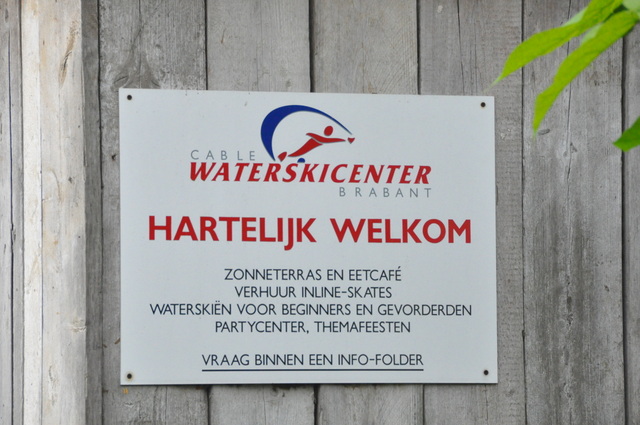 CABLE
WATERSKICENTER
BRABANT
HARTELIJK WELKOM
ZONNETERRAS EN EETCAFÉ
VERHUUR INLINE-SKATES
WATERSKIËN VOOR BEGINNERS EN GEVORDERDEN
PARTYCENTER, THEMAFEESTEN
VRAAG BINNEN EEN INFO-FOLDER